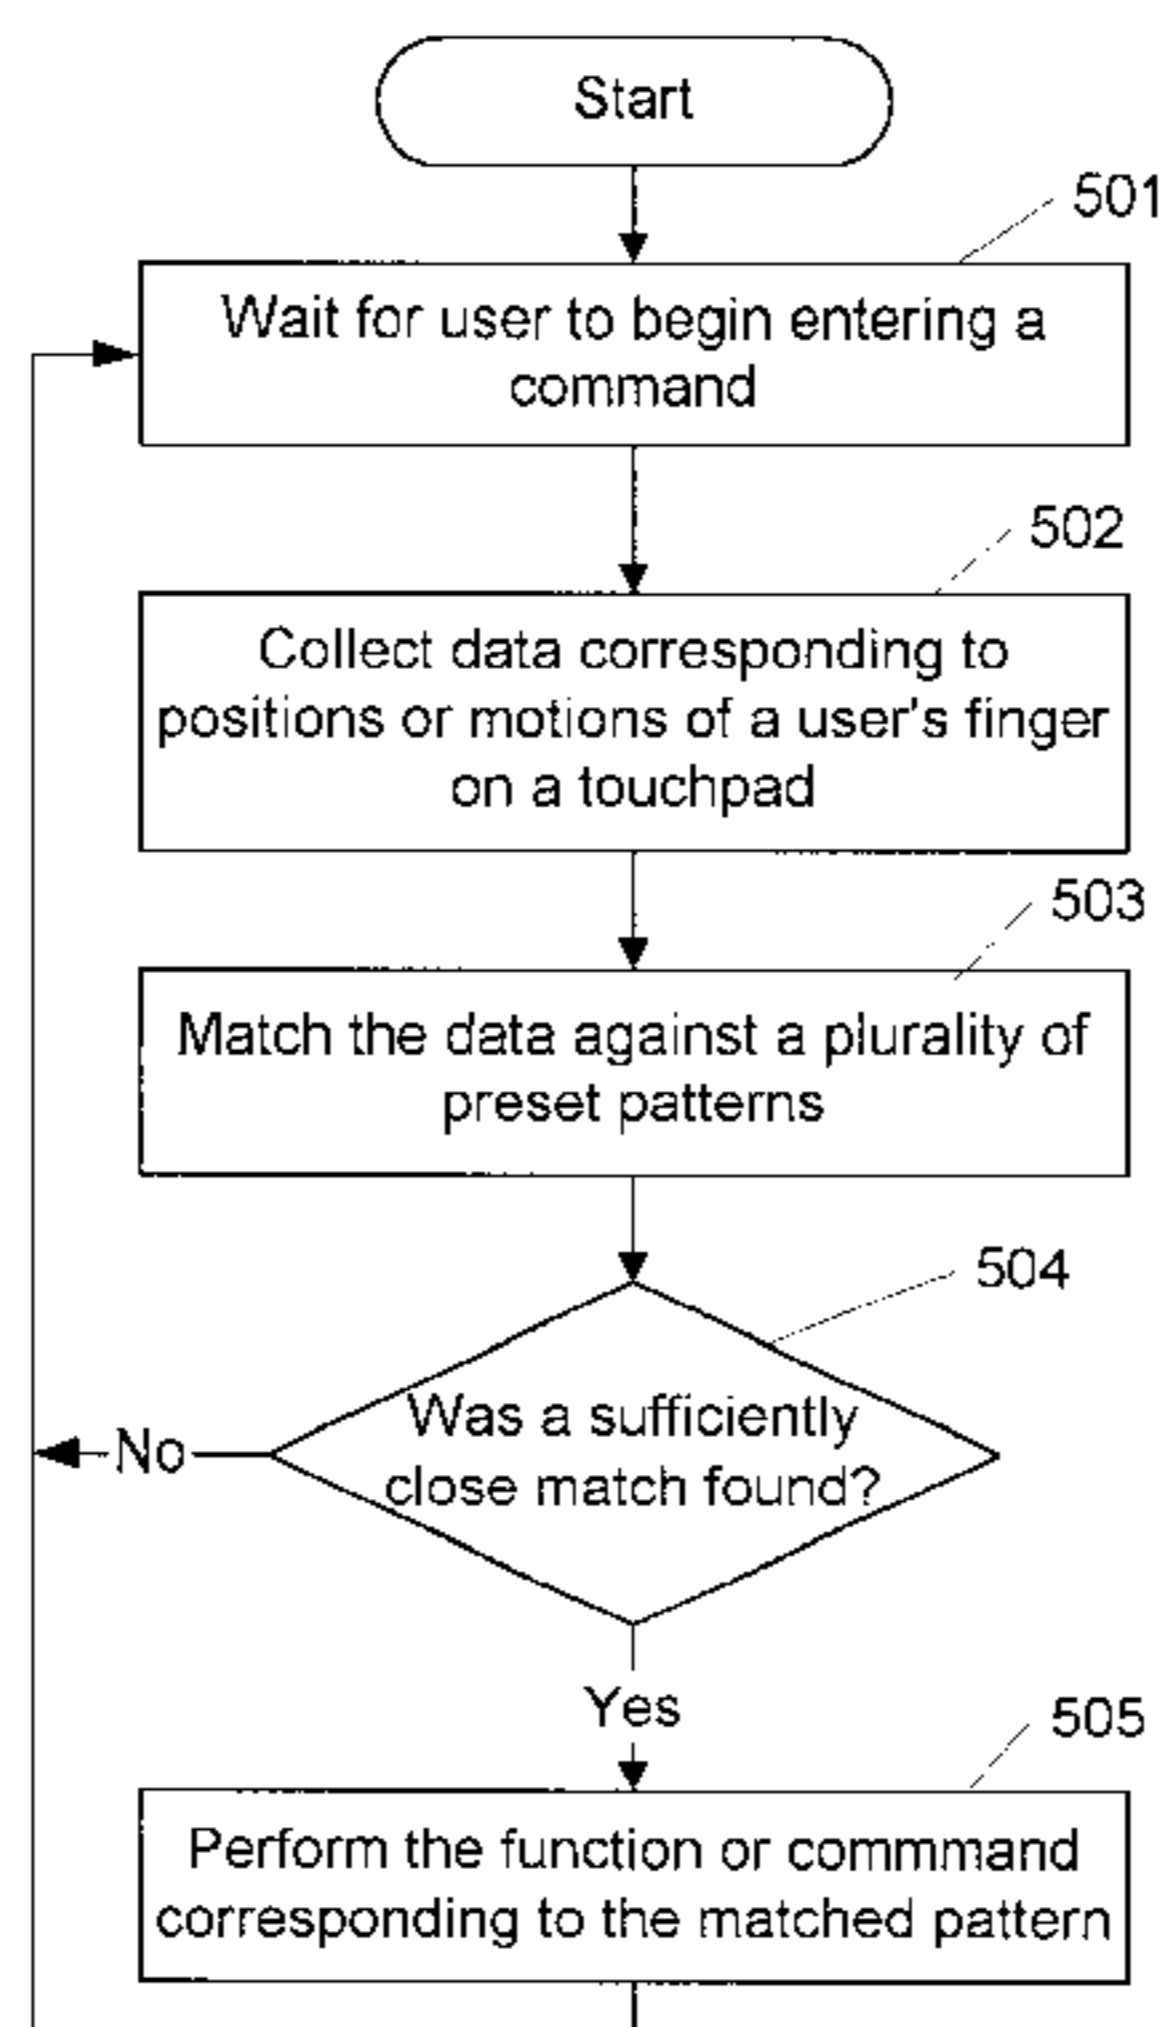 Start
501
Wait for user to begin entering a
command
502
Collect data corresponding to
positions or motions of a user's finger
on a touchpad
503
Match the data against a plurality of
preset patterns
504
Was a sufficiently
close match found?
No
Yes
505
Perform the function or commmand
corresponding to the matched pattern